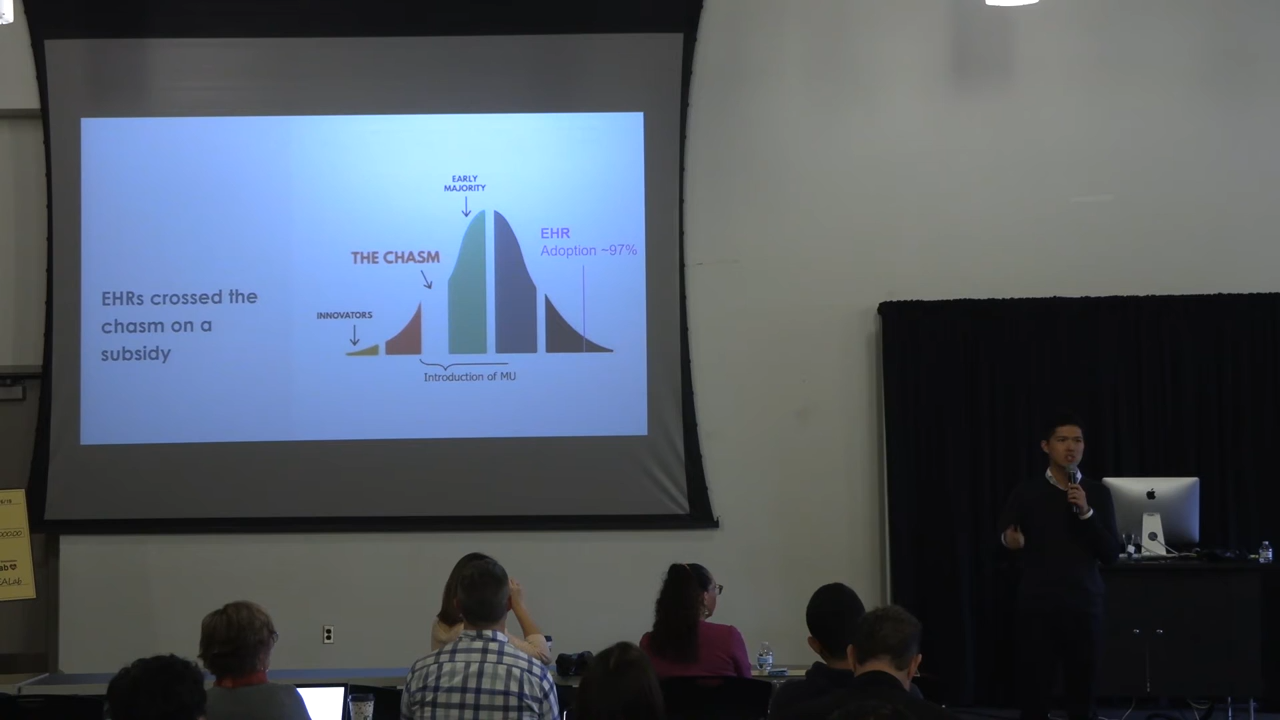 EARLY
MAJORITY
EHR
Adoption ~97%
THE CHASM
EHRs crossed the
chasm on a
subsidy
INNOVATORS
Introduction of MU